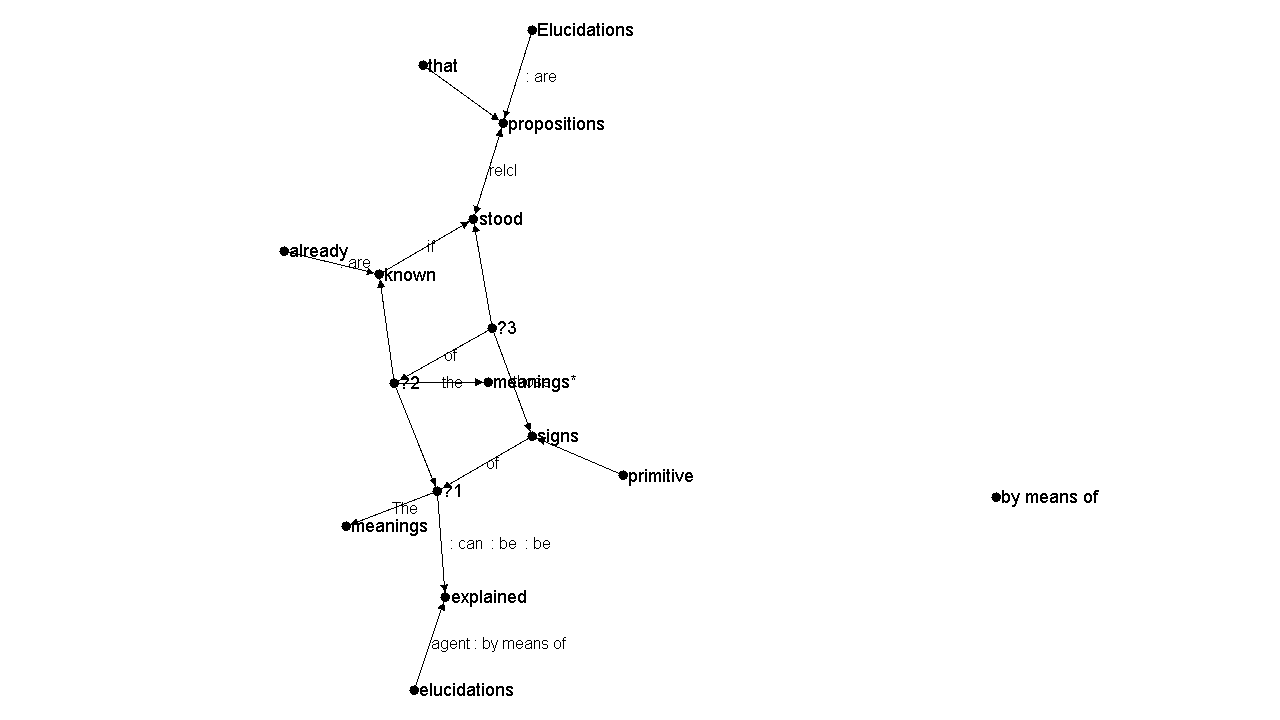 Elucidations
that
: are
propositions
relcl
stood
already
if
: are
known
?3
of
?2
the
meanings*
those
signs
of
primitive
?1
by means of
The
meanings
: can : be : be
explained
agent : by means of
elucidations